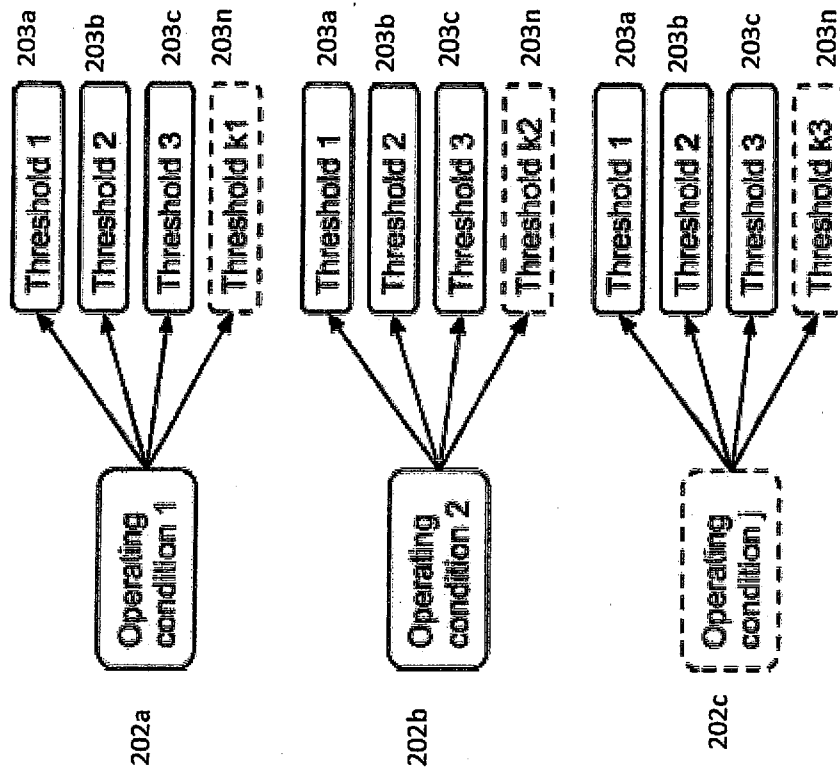 202a
Operating
condition 1
Threshold 1
203a
Threshold 2
203b
Threshold 3
203c
Threshold k1
203n
202b
Operating
condition 2
Threshold 1
203a
Threshold 2
203b
Threshold 3
203c
Threshold k2
203n
202c
Operating
condition j
Threshold 1
203a
Threshold 2
203b
Threshold 3
203c
Threshold k3
203n